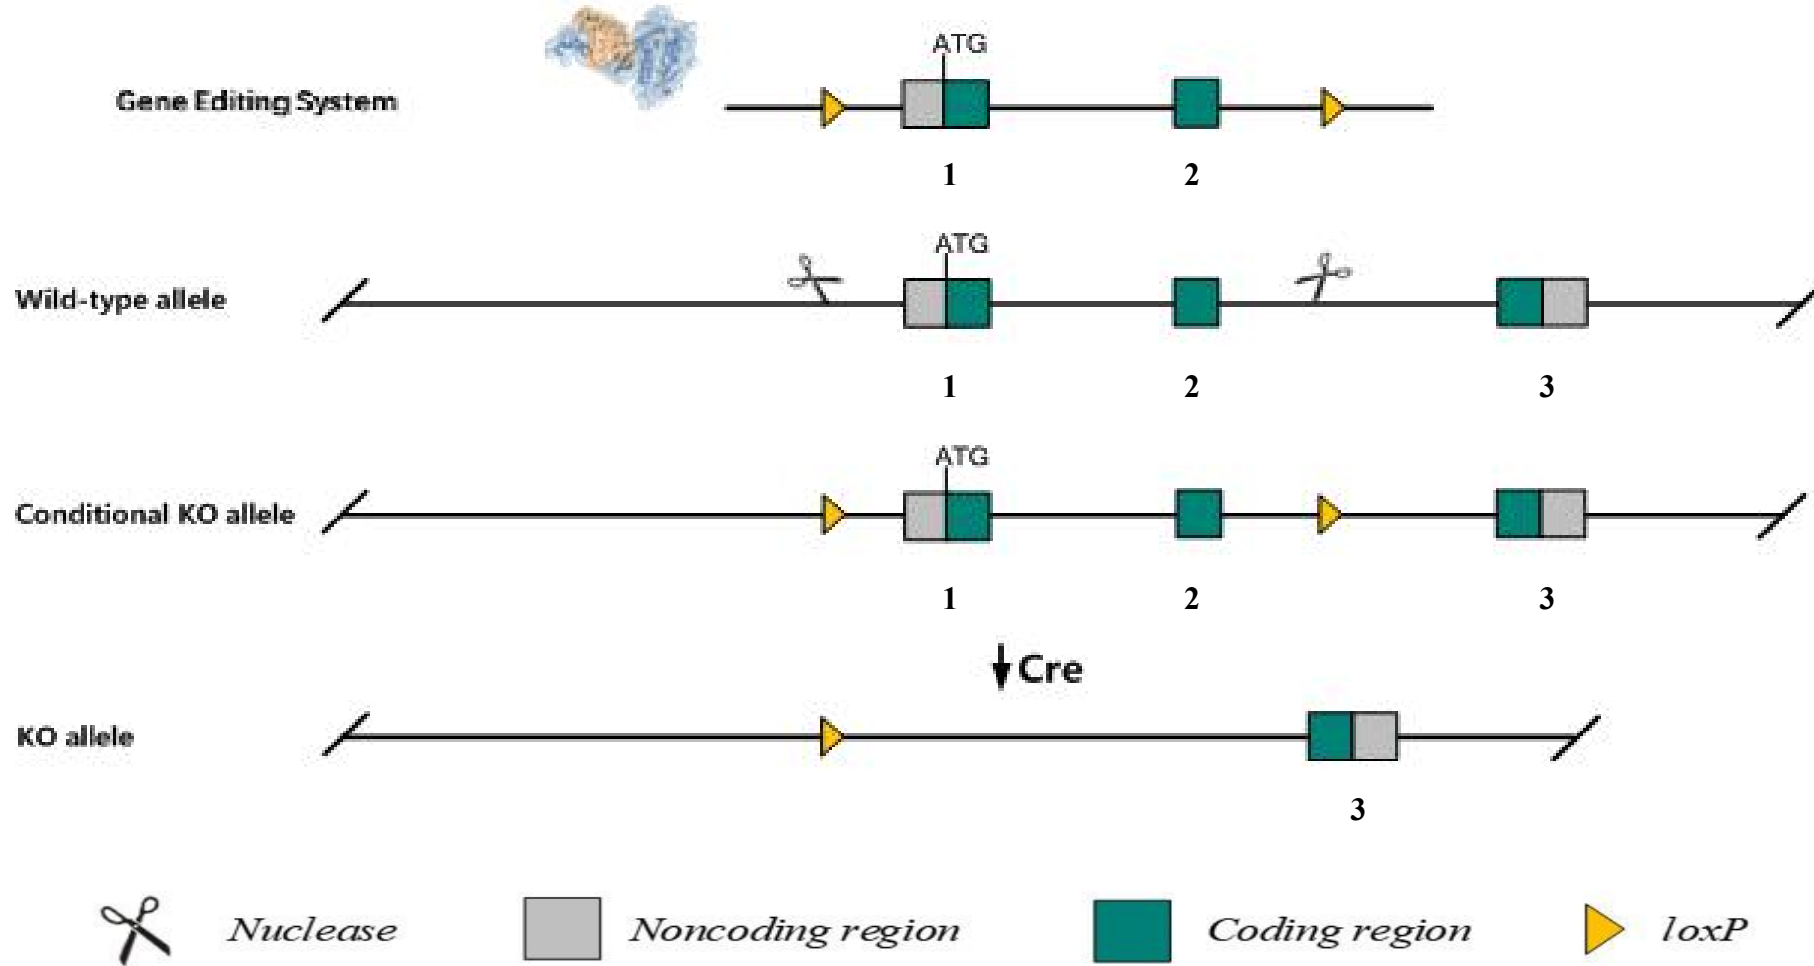 ATG
Gene Editing System
1 2
ATG
Wild-type allele
1 2 3
ATG
Conditional KO allele
1 2 3
Cre
KO allele
3
Nuclease Noncoding region Coding region loxP